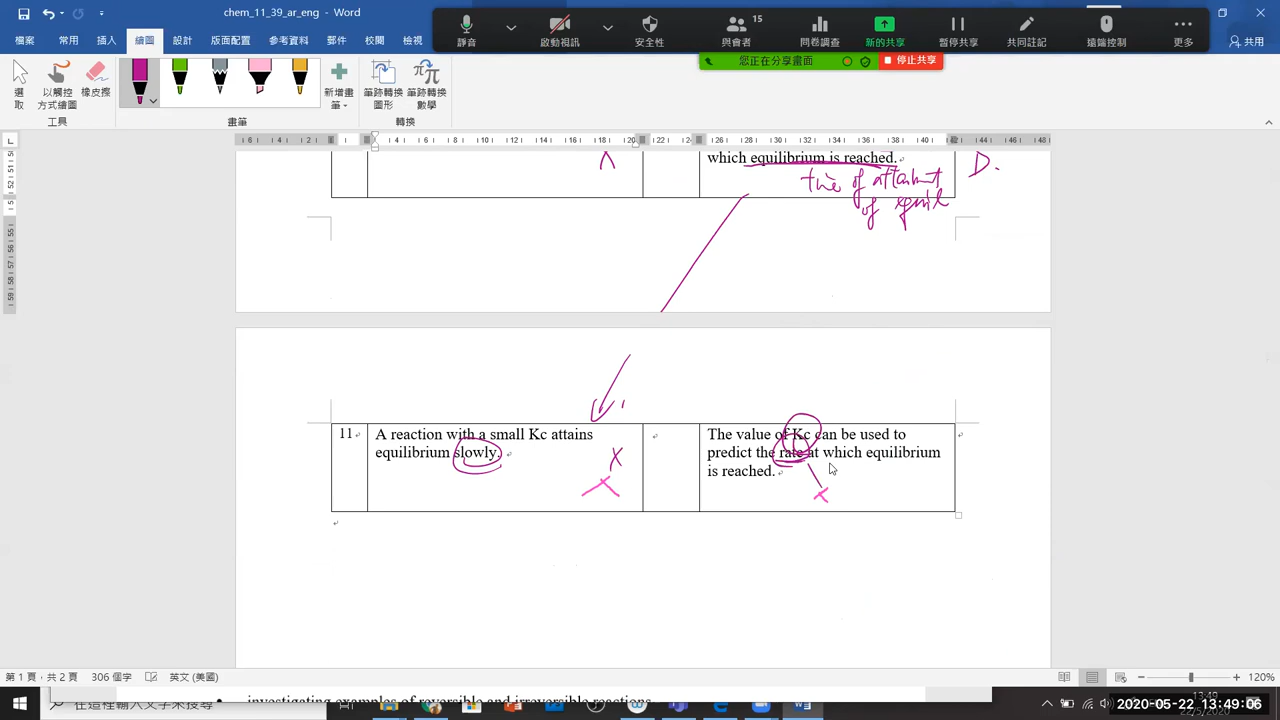 chem_11_39_ar_eng - Word
靜音
啟動視訊
安全性
15
與會者
問卷調查
新的共享
暫停共享
共同註記
遠端控制
更多
檔案 常用 插入 繪圖 設計 版面配置 參考資料 郵件 校閱 檢視
共用
您正在分享畫面
停止共享
選取
以觸控方式繪圖
橡皮擦
新增畫筆
筆跡轉換圖形
筆跡轉換數學
工具
畫筆
轉換
which equilibrium is reached.
D.
of equil
11
A reaction with a small Kc attains
equilibrium slowly.
X
The value of Kc can be used to
predict the rate at which equilibrium
is reached.
第 1 頁，共 2 頁 306 個字 英文 (美國)
120%
investigating examples of reversible and irreversible reactions
在這裡輸入文字來搜尋
13:49
22/5/2020
2020-05-22 13:49:06